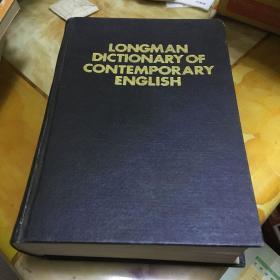 LONGMAN
DICTIONARY OF
CONTEMPORARY
ENGLISH